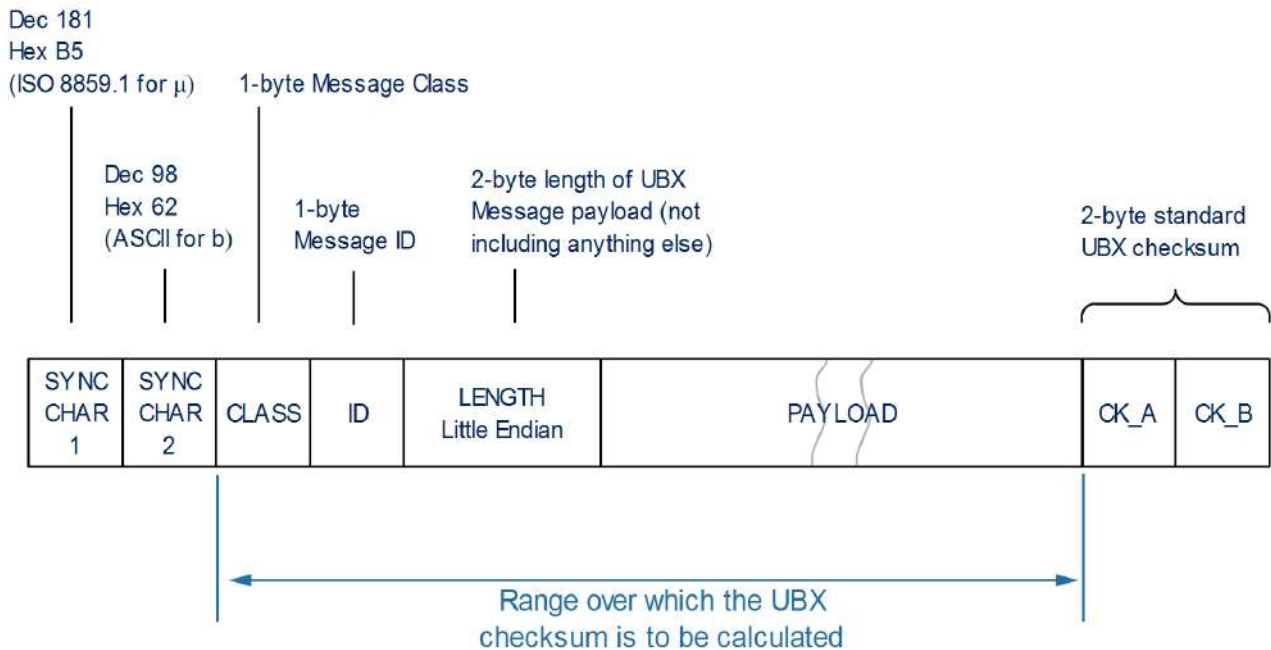 Dec 181
Hex B5
(ISO 8859.1 for µ)
1-byte Message Class
Dec 98
Hex 62
(ASCII for b)
1-byte
Message ID
2-byte length of UBX
Message payload (not
including anything else)
2-byte standard
UBX checksum
SYNC
CHAR
1
SYNC
CHAR
2
CLASS
ID
LENGTH
Little Endian
PAYLOAD
CK_A
CK_B
Range over which the UBX
checksum is to be calculated